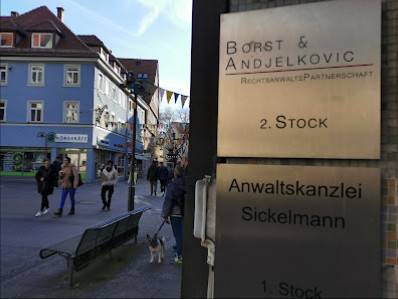 BORST &
ANDJELKOVIC
RECHTSANWALTSPARTNERSCHAFT
2. STOCK
Anwaltskanzlei
Sickelmann
1. Stock